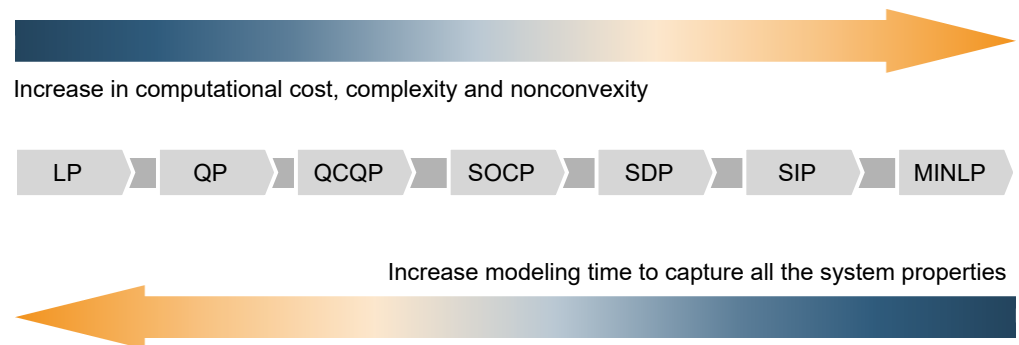 Increase in computational cost, complexity and nonconvexity
LP QP QCQP SOCP SDP SIP MINLP
Increase modeling time to capture all the system properties